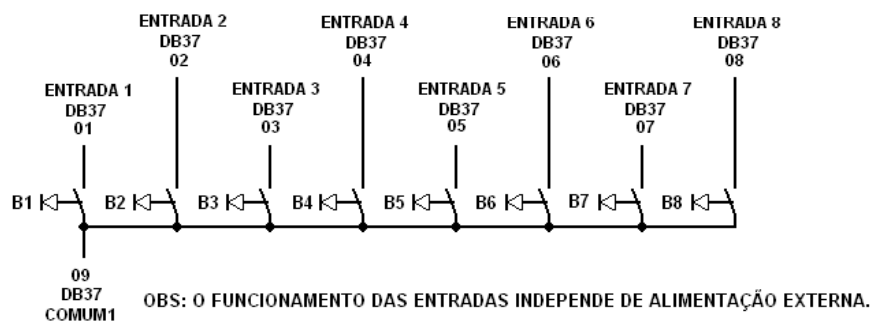 ENTRADA 1
DB37
01
ENTRADA 2
DB37
02
ENTRADA 3
DB37
03
ENTRADA 4
DB37
04
ENTRADA 5
DB37
05
ENTRADA 6
DB37
06
ENTRADA 7
DB37
07
ENTRADA 8
DB37
08
B1
B2
B3
B4
B5
B6
B7
B8
09
DB37
COMUM1
OBS: O FUNCIONAMENTO DAS ENTRADAS INDEPENDE DE ALIMENTAÇÃO EXTERNA.